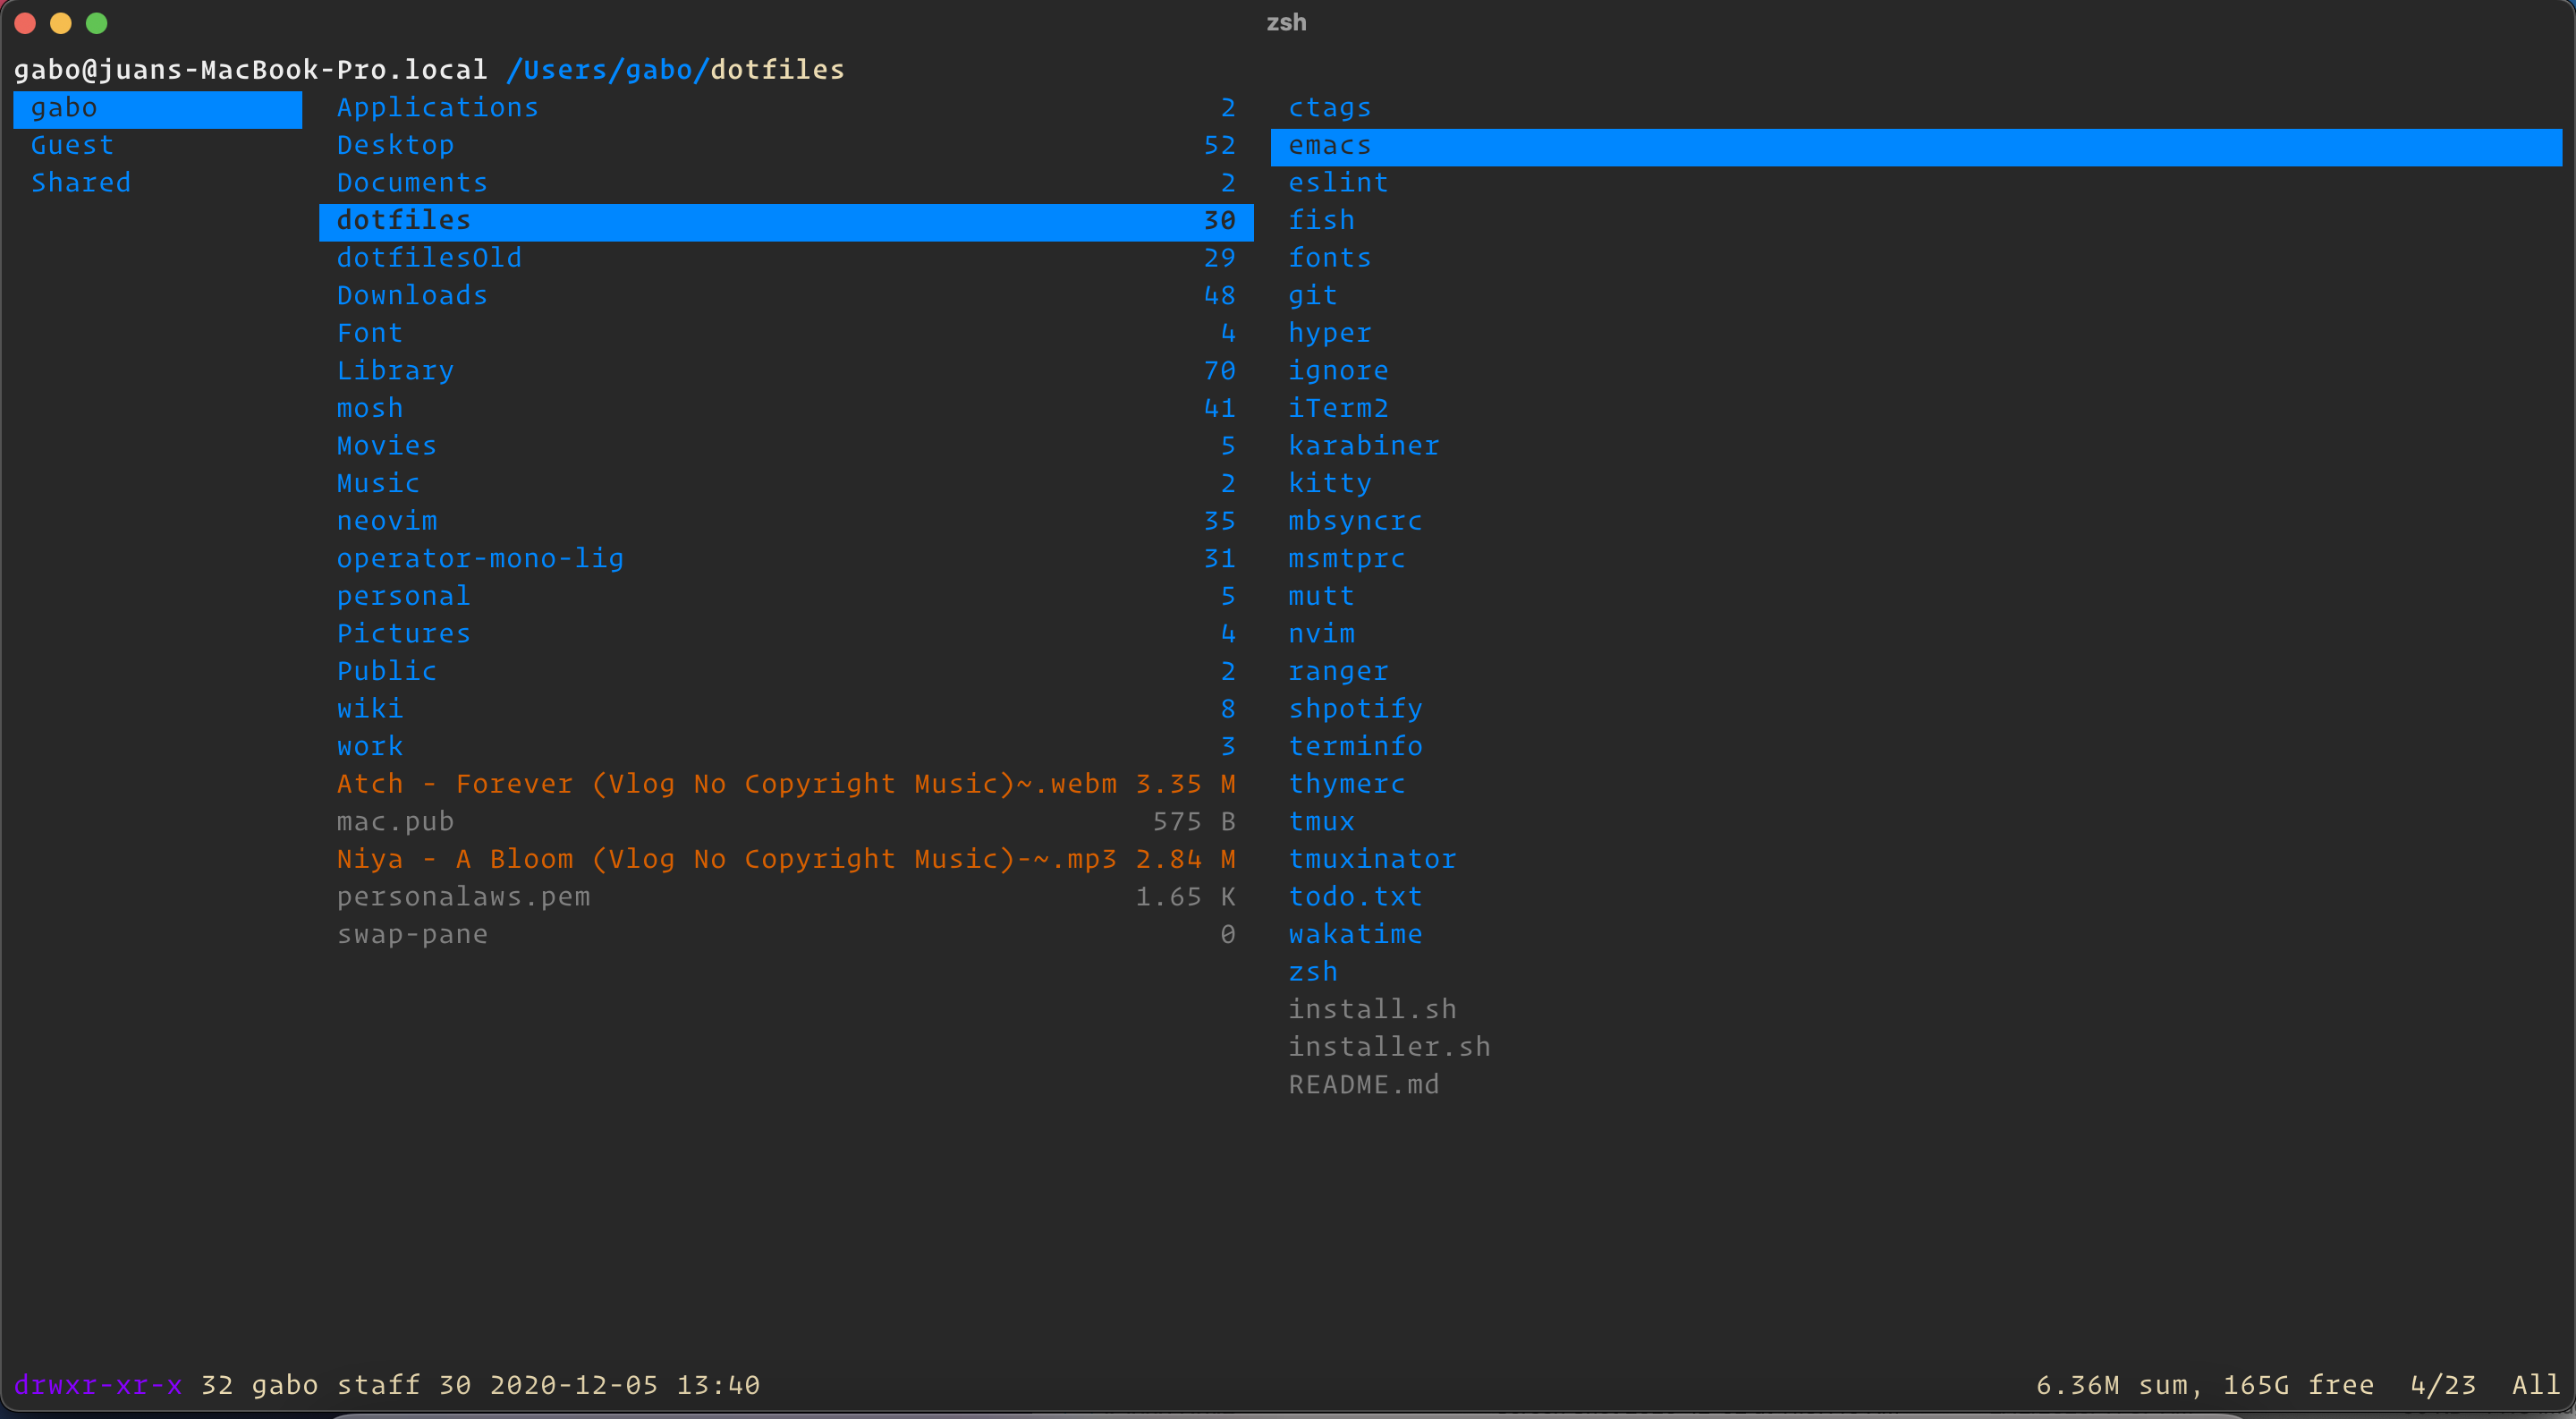 zsh
gabo@juans-MacBook-Pro.local /Users/gabo/dotfiles
gabo
Guest
Shared
Applications 2
Desktop 52
Documents 2
dotfiles 30
dotfilesOld 29
Downloads 48
Font 4
Library 70
mosh 41
Movies 5
Music 2
neovim 35
operator-mono-lig 31
personal 5
Pictures 4
Public 2
wiki 8
work 3
Atch - Forever (Vlog No Copyright Music)~.webm 3.35 M
mac.pub 575 B
Niya - A Bloom (Vlog No Copyright Music)-~.mp3 2.84 M
personalaws.pem 1.65 K
swap-pane 0
ctags
emacs
eslint
fish
fonts
git
hyper
ignore
iTerm2
karabiner
kitty
mbsyncrc
msmtprc
mutt
nvim
ranger
shpotify
terminfo
thymerc
tmux
tmuxinator
todo.txt
wakatime
zsh
install.sh
installer.sh
README.md
drwxr-xr-x 32 gabo staff 30 2020-12-05 13:40 6.36M sum, 165G free 4/23 All